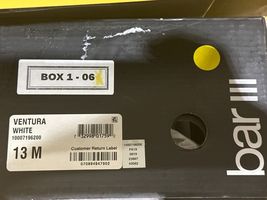 BOX 1 - 06
VENTURA
WHITE
10007196200
13 M
Customer Return Label
bar III